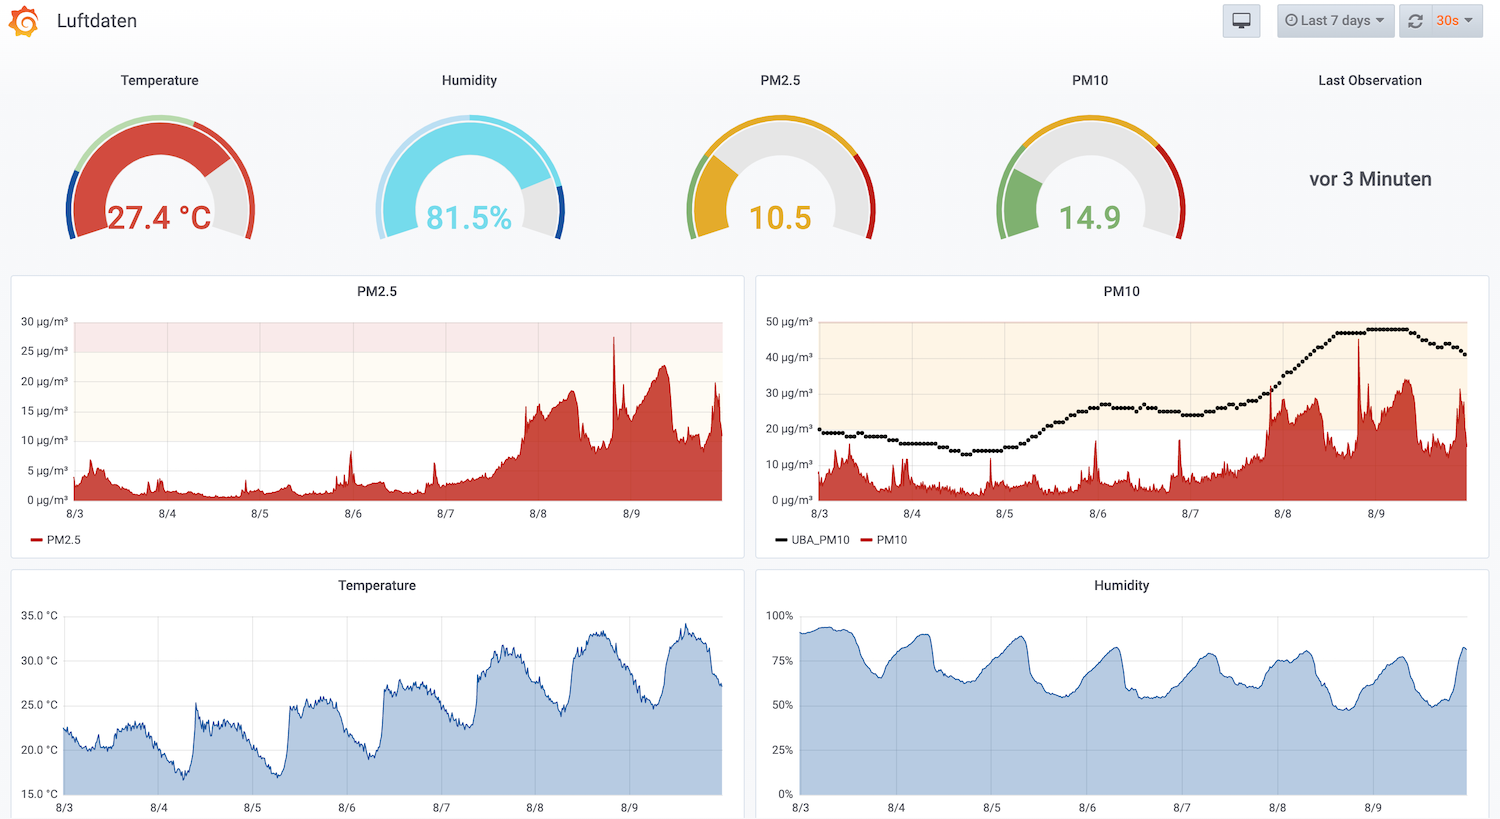 Luftdaten
Last 7 days
30s
Temperature
Humidity
PM2.5
PM10
Last Observation
27.4 °C
81.5%
10.5
14.9
vor 3 Minuten
PM2.5
30 µg/m³
25 µg/m³
20 µg/m³
15 µg/m³
10 µg/m³
5 µg/m³
0 µg/m³
8/3 8/4 8/5 8/6 8/7 8/8 8/9
PM2.5
PM10
50 µg/m³
40 µg/m³
30 µg/m³
20 µg/m³
10 µg/m³
0 µg/m³
8/3 8/4 8/5 8/6 8/7 8/8 8/9
UBA_PM10 PM10
Temperature
35.0 °C
30.0 °C
25.0 °C
20.0 °C
15.0 °C
8/3 8/4 8/5 8/6 8/7 8/8 8/9
Humidity
100%
75%
50%
25%
0%
8/3 8/4 8/5 8/6 8/7 8/8 8/9